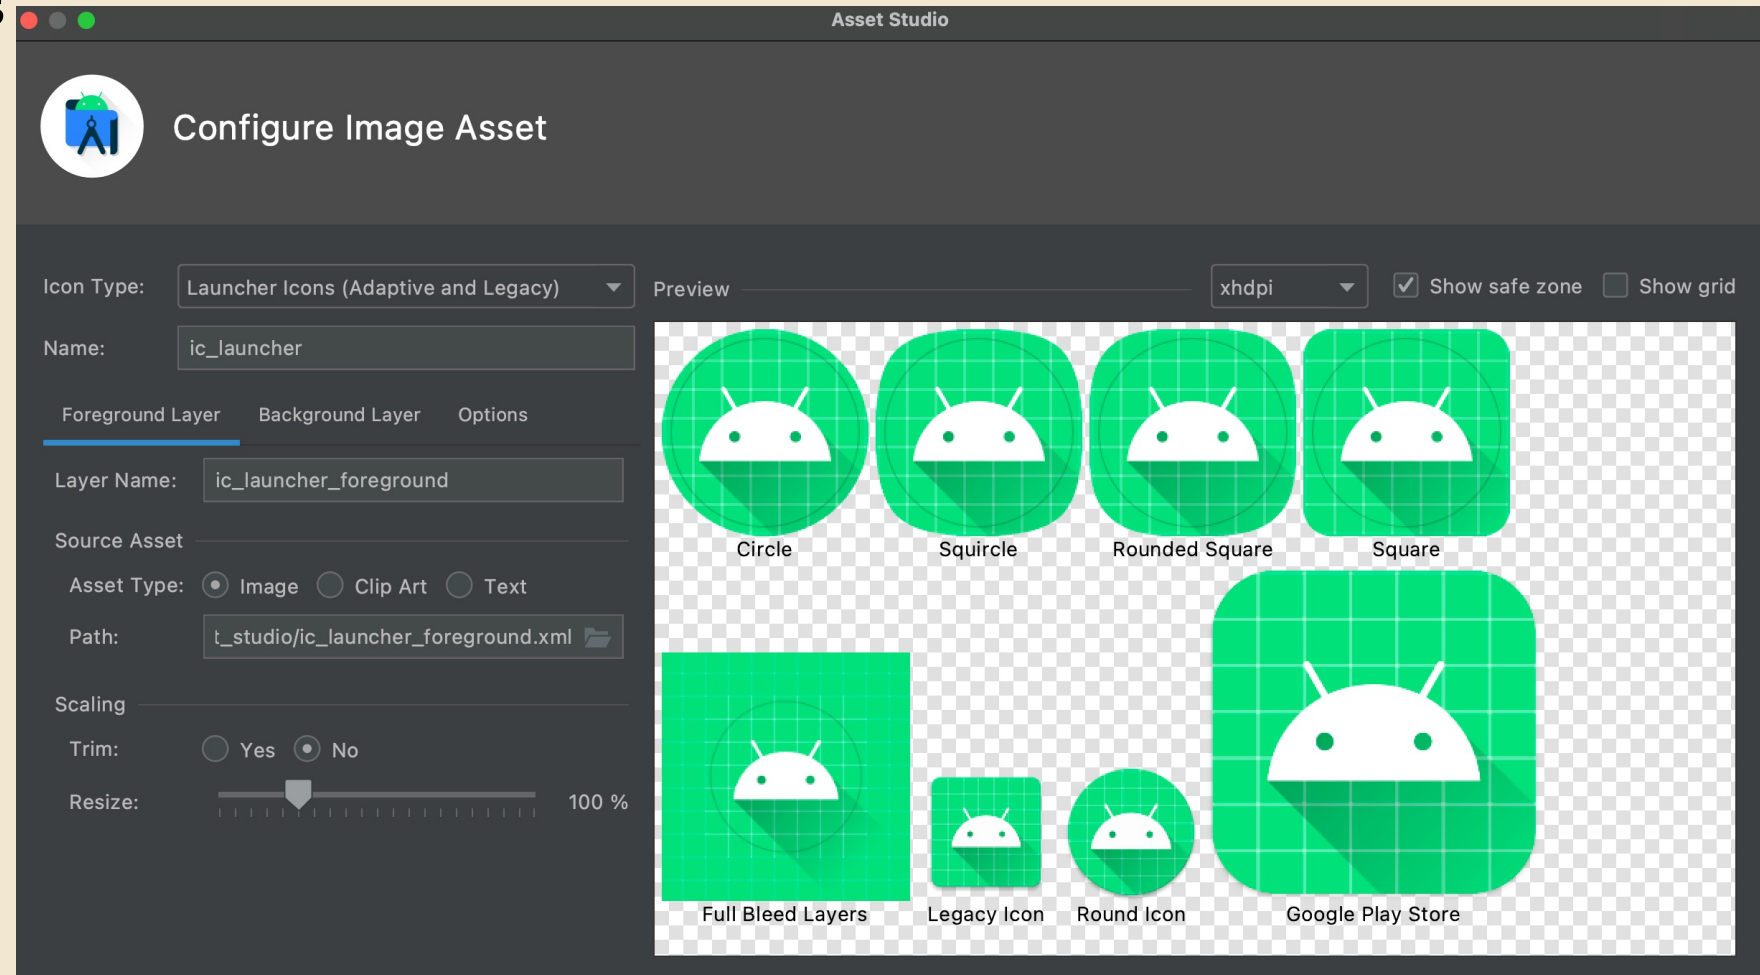 Asset Studio
Configure Image Asset
Icon Type:
Launcher Icons (Adaptive and Legacy)
Name:
ic_launcher
Foreground Layer
Background Layer
Options
Layer Name:
ic_launcher_foreground
Source Asset
Asset Type:
Image
Clip Art
Text
Path:
t_studio/ic_launcher_foreground.xml
Scaling
Trim:
Yes
No
Resize:
100 %
Preview
xhdpi
Show safe zone
Show grid
Circle
Squircle
Rounded Square
Square
Full Bleed Layers
Legacy Icon
Round Icon
Google Play Store